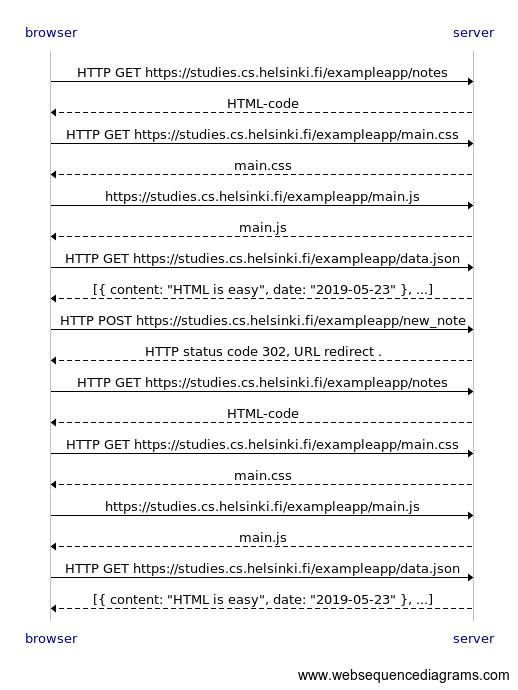 browser server
HTTP GET https://studies.cs.helsinki.fi/exampleapp/notes
HTML-code
HTTP GET https://studies.cs.helsinki.fi/exampleapp/main.css
main.css
https://studies.cs.helsinki.fi/exampleapp/main.js
main.js
HTTP GET https://studies.cs.helsinki.fi/exampleapp/data.json
[{ content: "HTML is easy", date: "2019-05-23" }, ...]
HTTP POST https://studies.cs.helsinki.fi/exampleapp/new_note
HTTP status code 302, URL redirect .
HTTP GET https://studies.cs.helsinki.fi/exampleapp/notes
HTML-code
HTTP GET https://studies.cs.helsinki.fi/exampleapp/main.css
main.css
https://studies.cs.helsinki.fi/exampleapp/main.js
main.js
HTTP GET https://studies.cs.helsinki.fi/exampleapp/data.json
[{ content: "HTML is easy", date: "2019-05-23" }, ...]
browser server
www.websequencediagrams.com